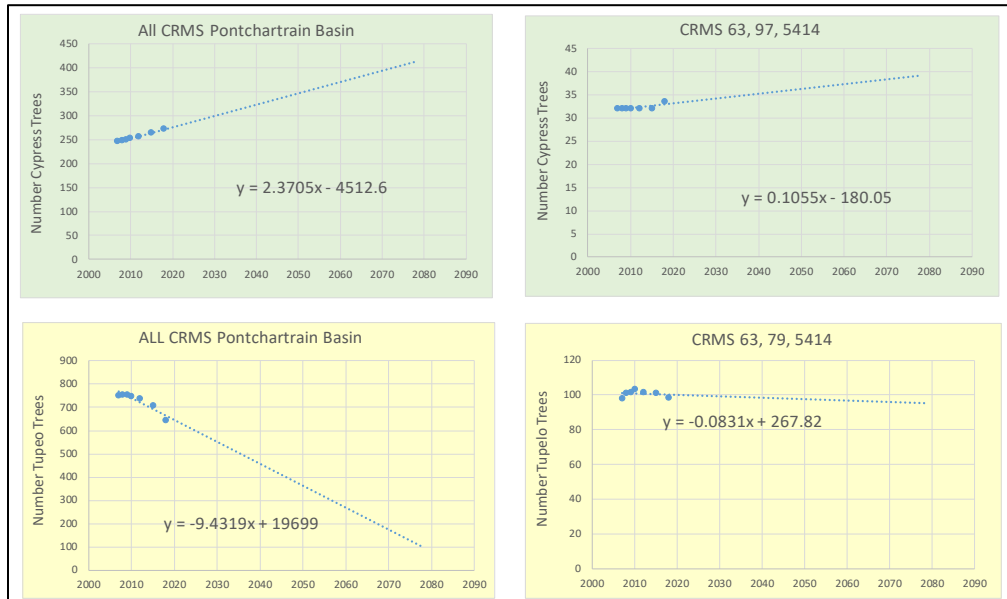 All CRMS Pontchartrain Basin
450
400
350
300
250
200
150
100
50
0
Number Cypress Trees
y = 2.3705x - 4512.6
2000 2010 2020 2030 2040 2050 2060 2070 2080 2090
CRMS 63, 97, 5414
45
40
35
30
25
20
15
10
5
0
Number Cypress Trees
y = 0.1055x - 180.05
2000 2010 2020 2030 2040 2050 2060 2070 2080 2090
ALL CRMS Pontchartrain Basin
900
800
700
600
500
400
300
200
100
0
Number Tupeo Trees
y = -9.4319x + 19699
2000 2010 2020 2030 2040 2050 2060 2070 2080 2090
CRMS 63, 79, 5414
120
100
80
60
40
20
0
Number Tupelo Trees
y = -0.0831x + 267.82
2000 2010 2020 2030 2040 2050 2060 2070 2080 2090